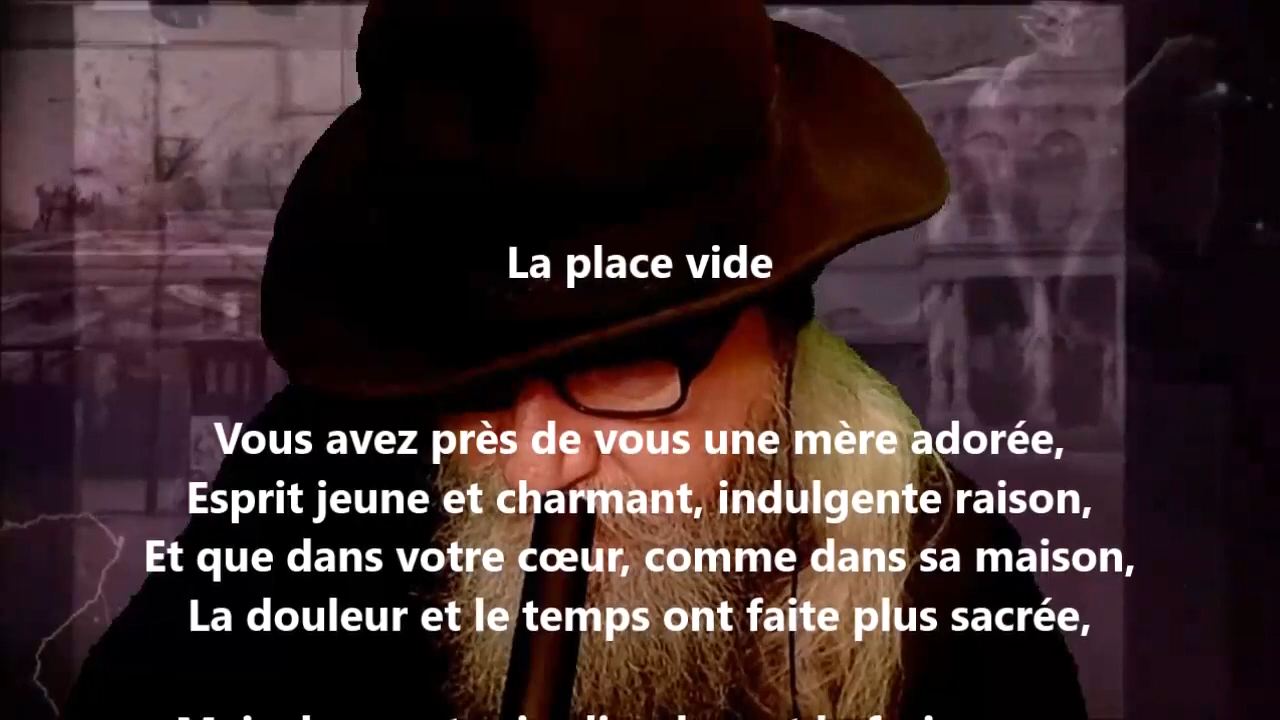 La place vide
Vous avez près de vous une mère adorée,
Esprit jeune et charmant, indulgente raison,
Et que dans votre cœur, comme dans sa maison,
La douleur et le temps ont faite plus sacrée,